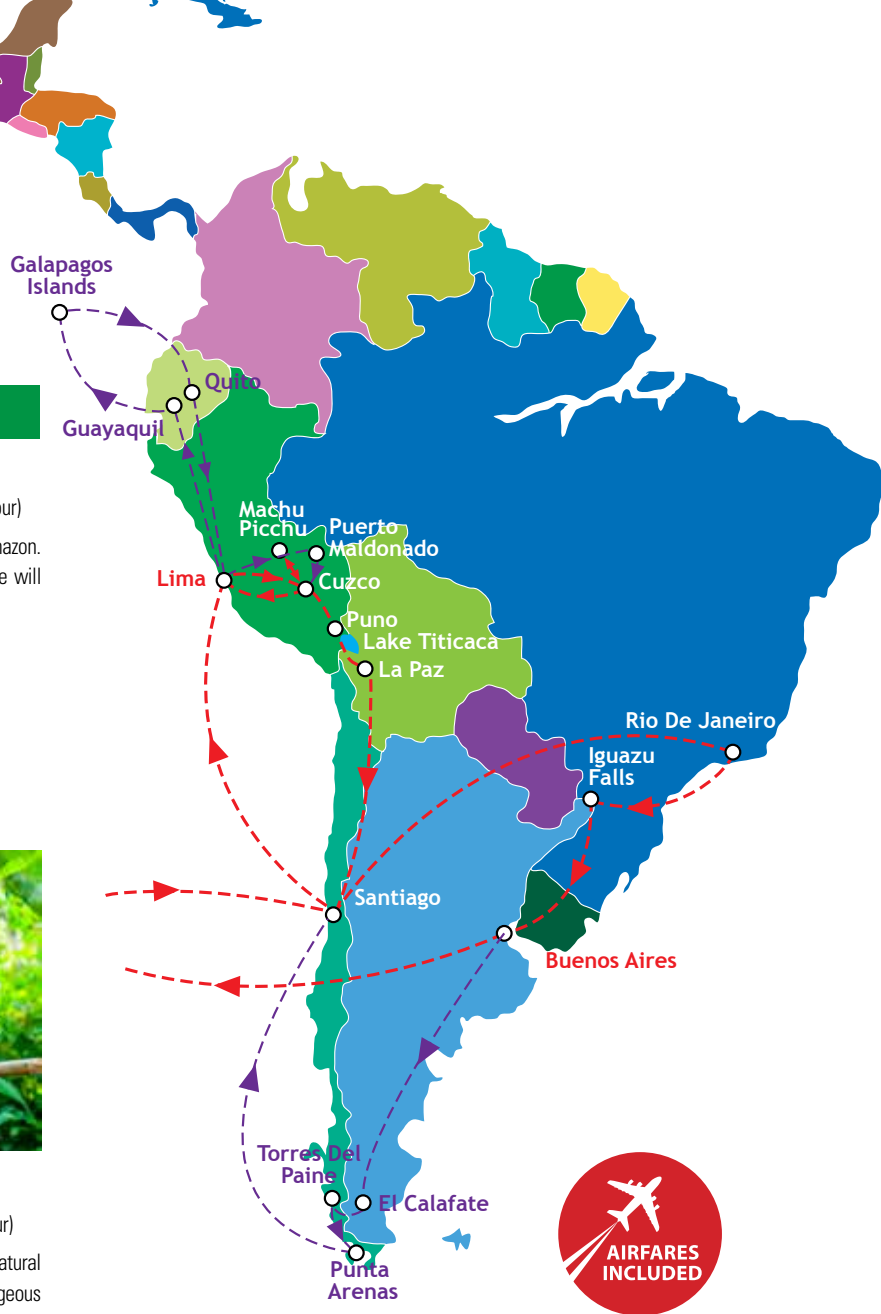 Galapagos
Islands
Quito
Guayaquil
our)
mazon.
e will
Machu
Picchu
Puerto
Maldonado
Lima
Cuzco
Puno
Lake Titicaca
La Paz
Rio De Janeiro
Iguazu
Falls
Santiago
Buenos Aires
Torres Del
Paine
El Calafate
Punta
Arenas
ur)
atural
geous
AIRFARES
INCLUDED